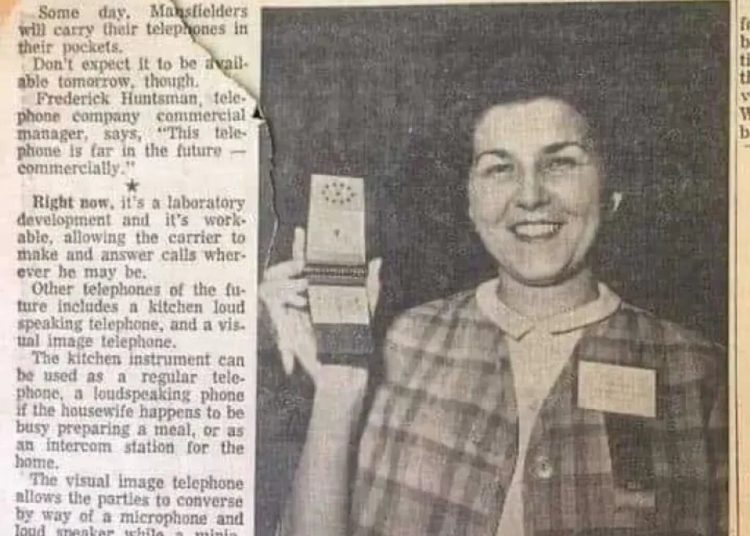 Some day, Mansfielders
will carry their telephones in
their pockets.
Don't expect it to be avail-
able tomorrow, though.
Frederick Huntsman, tele-
phone company commercial
manager, says, "This tele-
phone is far in the future —
commercially."
★
Right now, it's a laboratory
development and it's work-
able, allowing the carrier to
make and answer calls wher-
ever he may be.
Other telephones of the fu-
ture includes a kitchen loud
speaking telephone, and a vis-
ual image telephone.
The kitchen instrument can
be used as a regular tele-
phone, a loudspeaking phone
if the housewife happens to be
busy preparing a meal, or as
an intercom station for the
home.
The visual image telephone
allows the parties to converse
by way of a microphone and
loud speaker while a minia-